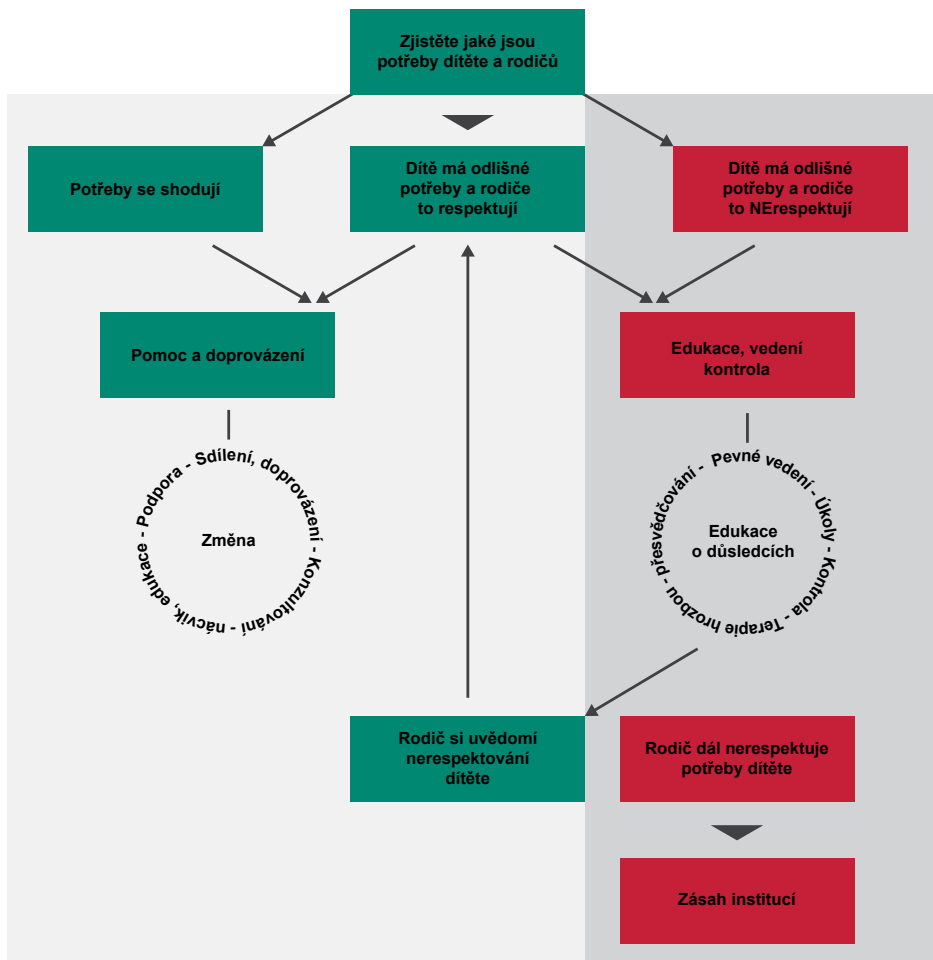 Zjistěte jaké jsou
potřeby dítěte a rodičů
Potřeby se shodují
Dítě má odlišné
potřeby a rodiče
to respektují
Dítě má odlišné
potřeby a rodiče
to NErespektují
Pomoc a doprovázení
Edukace, vedení
kontrola
Podpora - Sdílení, doprovázení - Konzultování - nácvik, edukace -
Změna
Pevné vedení - Úkoly - Kontrola - Terapie hrozbou - přesvědčování -
Edukace
o důsledcích
Rodič si uvědomí
nerespektování
dítěte
Rodič dál nerespektuje
potřeby dítěte
Zásah institucí